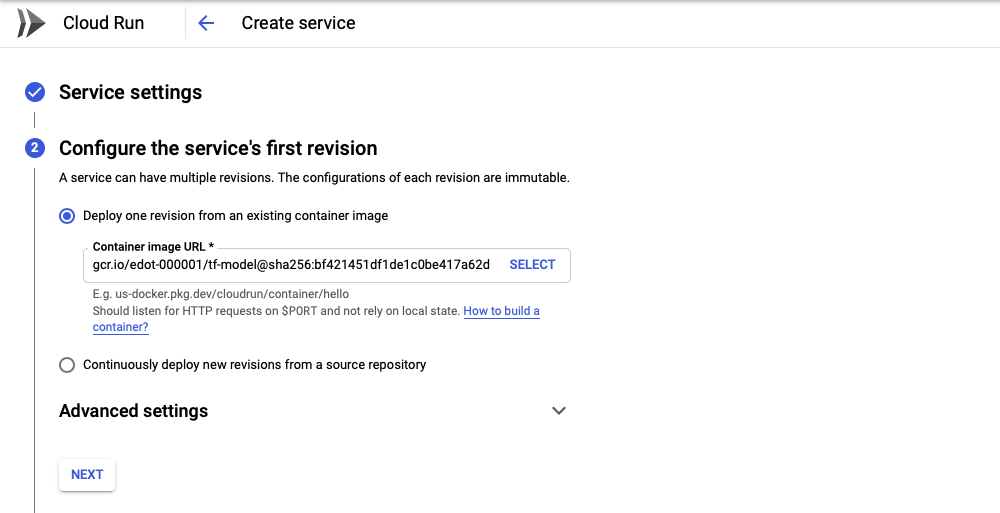 Cloud Run
Create service
Service settings
2
Configure the service's first revision
A service can have multiple revisions. The configurations of each revision are immutable.
Deploy one revision from an existing container image
Container image URL *
gcr.io/edot-000001/tf-model@sha256:bf421451df1de1c0be417a62d
SELECT
E.g. us-docker.pkg.dev/cloudrun/container/hello
Should listen for HTTP requests on $PORT and not rely on local state. How to build a
container?
Continuously deploy new revisions from a source repository
Advanced settings
NEXT